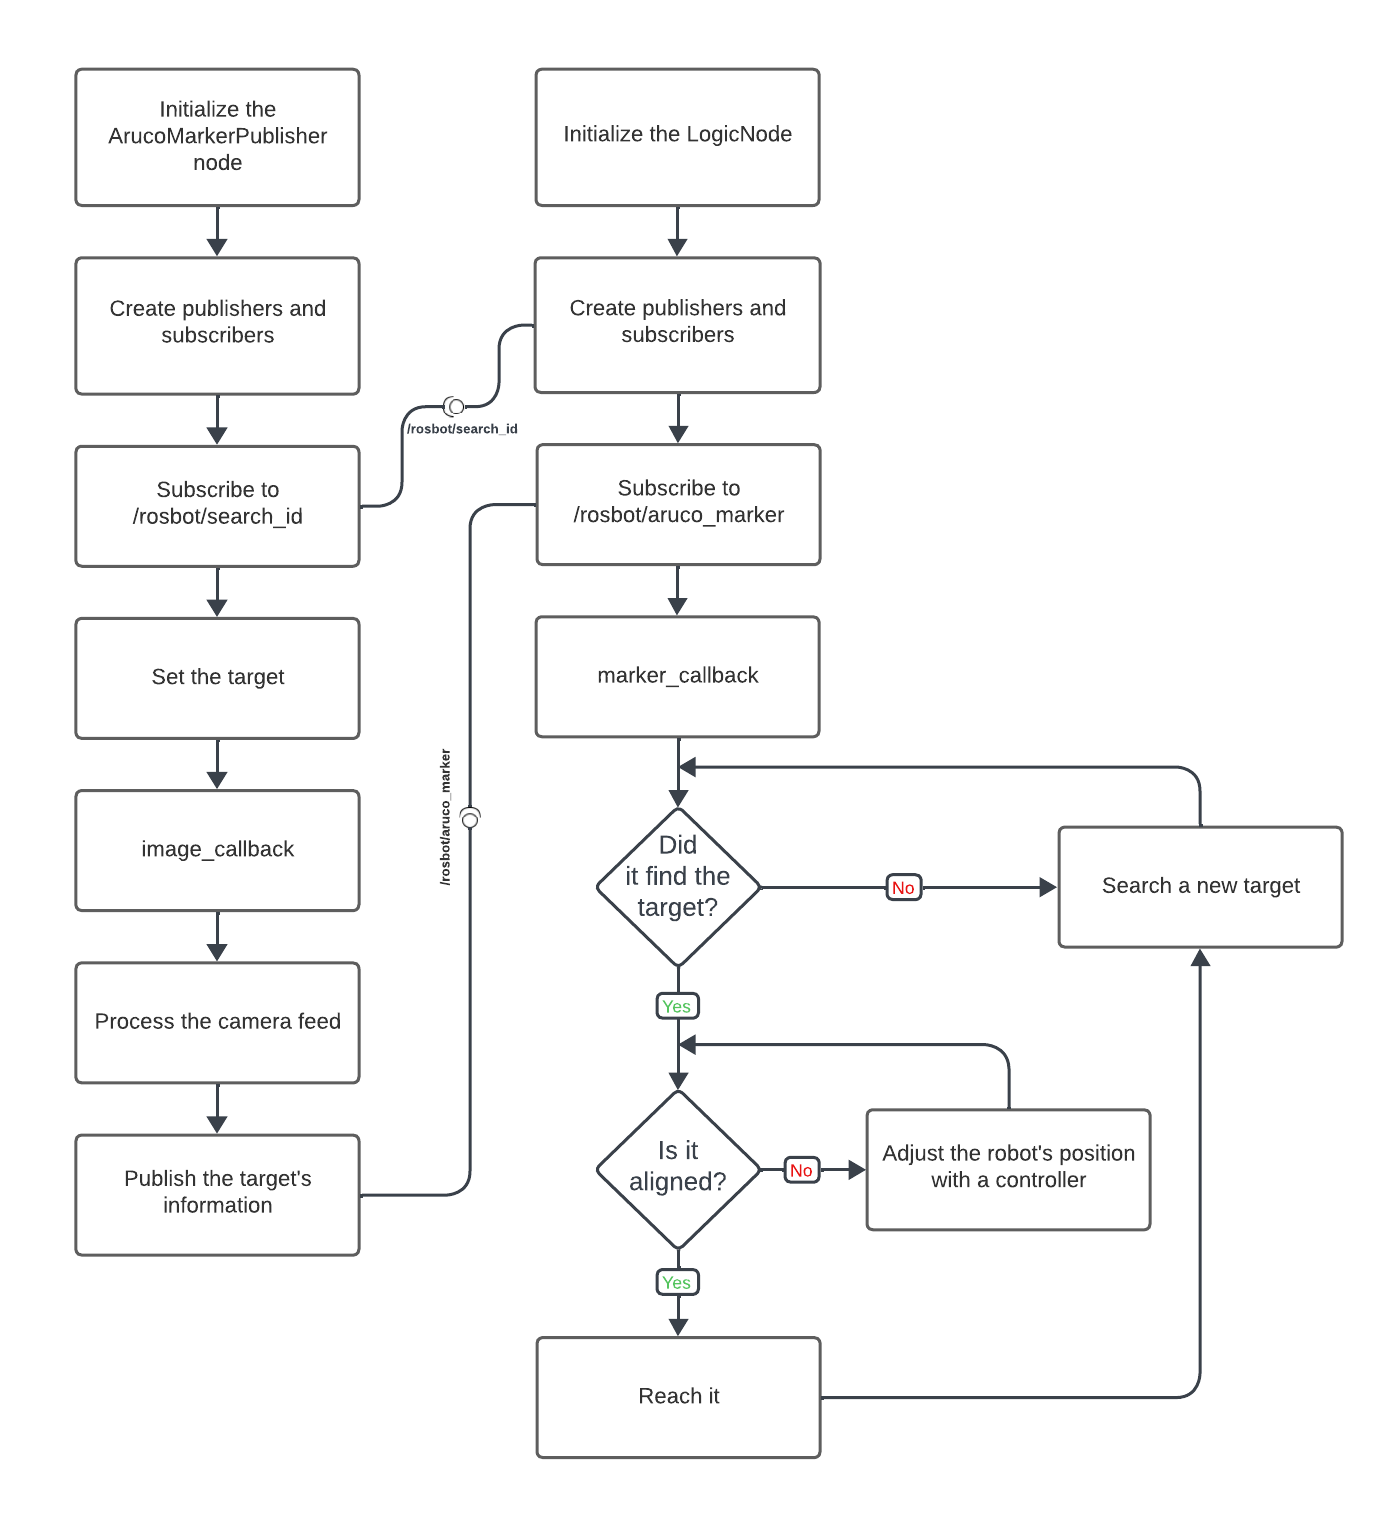 Initialize the
ArucoMarkerPublisher
node
Create publishers and
subscribers
Subscribe to
/rosbot/search_id
Set the target
image_callback
Process the camera feed
Publish the target's
information
/rosbot/search_id
/rosbot/aruco_marker
Initialize the LogicNode
Create publishers and
subscribers
Subscribe to
/rosbot/aruco_marker
marker_callback
Did
it find the
target?
No
Search a new target
Yes
Is it
aligned?
No
Adjust the robot's position
with a controller
Yes
Reach it